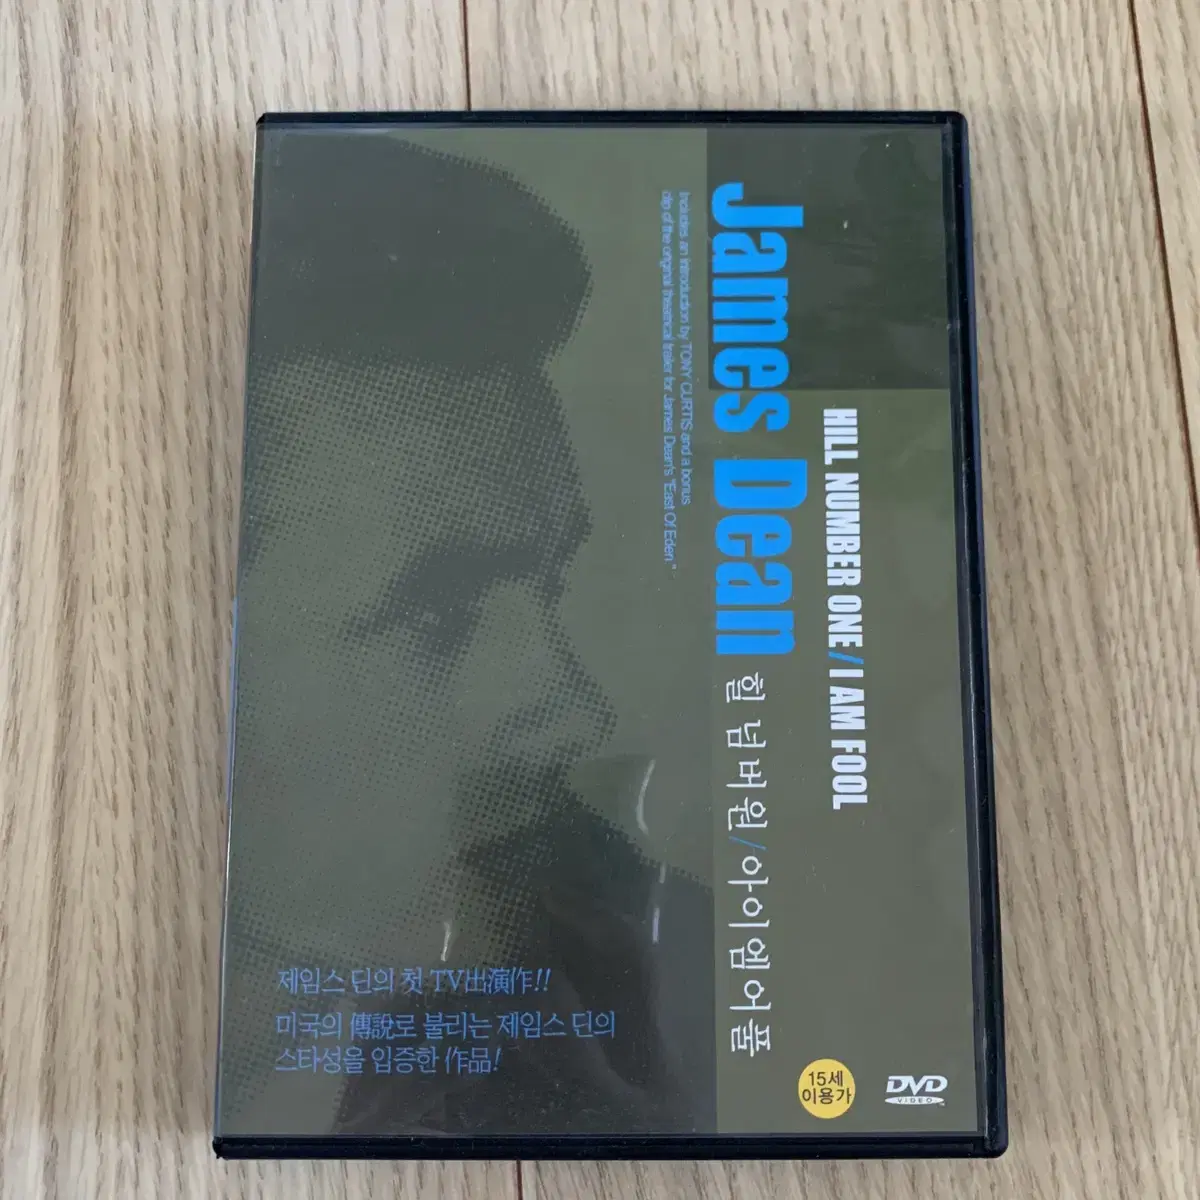 HILL NUMBER ONE/I AM FOOL
James Dean 힐 넘버원/아이엠어풀
Includes an introduction by TONY CURTIS and a bonus
clip of the original theatrical trailer for James Dean's "East Of Eden."
제임스 딘의 첫 TV出演作!!
미국의 傳說로 불리는 제임스 딘의
스타성을 입증한 作品!
15세
이용가
DVD
VIDEO